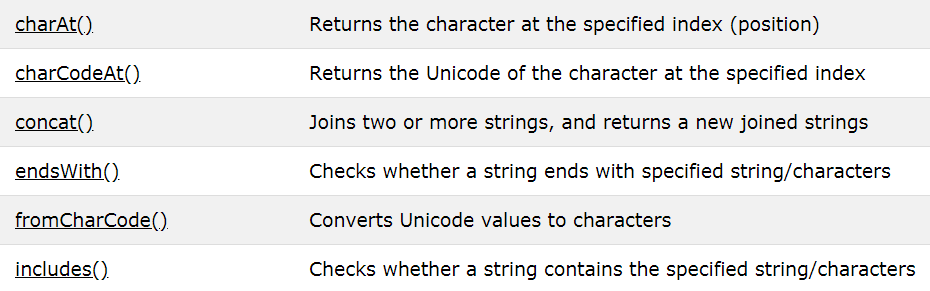 charAt() Returns the character at the specified index (position)
charCodeAt() Returns the Unicode of the character at the specified index
concat() Joins two or more strings, and returns a new joined strings
endsWith() Checks whether a string ends with specified string/characters
fromCharCode() Converts Unicode values to characters
includes() Checks whether a string contains the specified string/characters